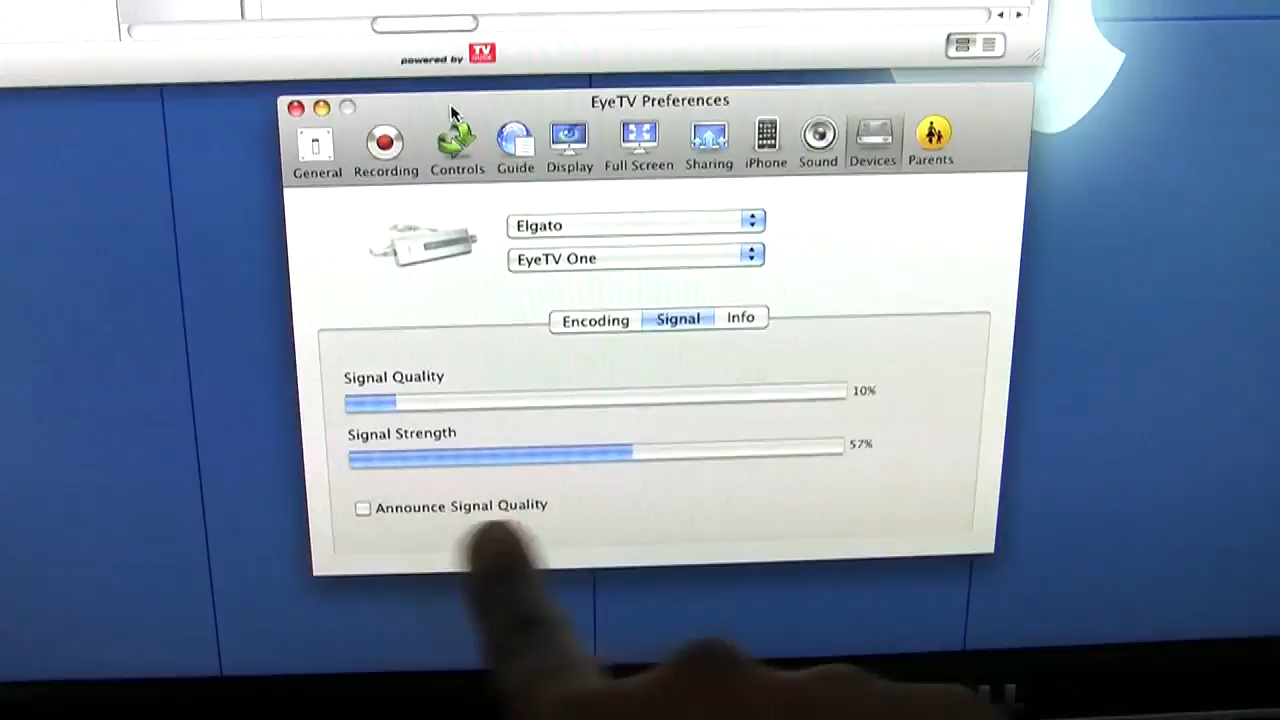 powered by TV GUIDE
EyeTV Preferences
General Recording Controls Guide Display Full Screen Sharing iPhone Sound Devices Parents
Elgato
EyeTV One
Encoding Signal Info
Signal Quality
10%
Signal Strength
57%
Announce Signal Quality